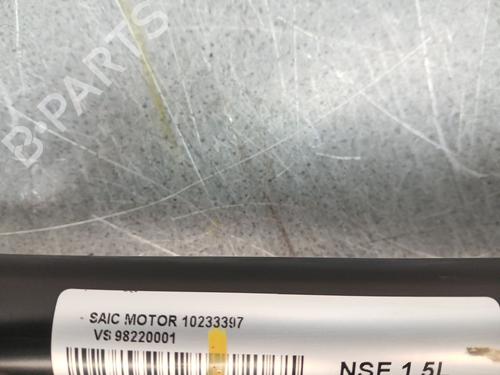 B-PARTS
- SAIC MOTOR 10233397
VS 98220001
NSE 1.5L